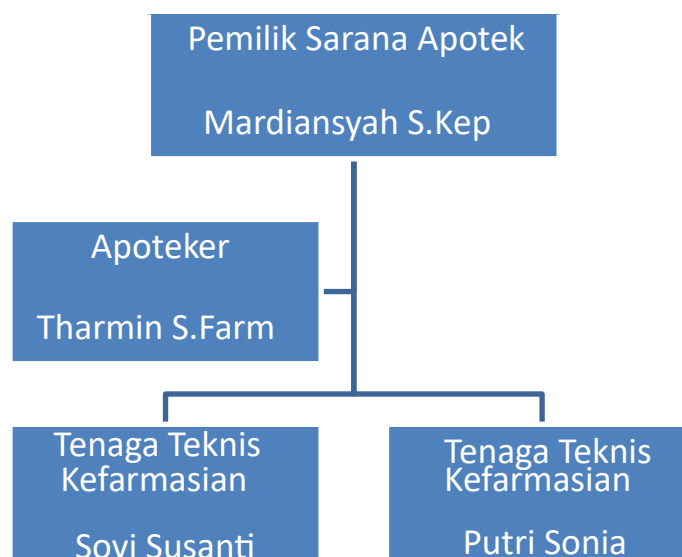 Pemilik Sarana Apotek
Mardiansyah S.Kep
Apoteker
Tharmin S.Farm
Tenaga Teknis
Kefarmasian
Sovi Susanti
Tenaga Teknis
Kefarmasian
Putri Sonia